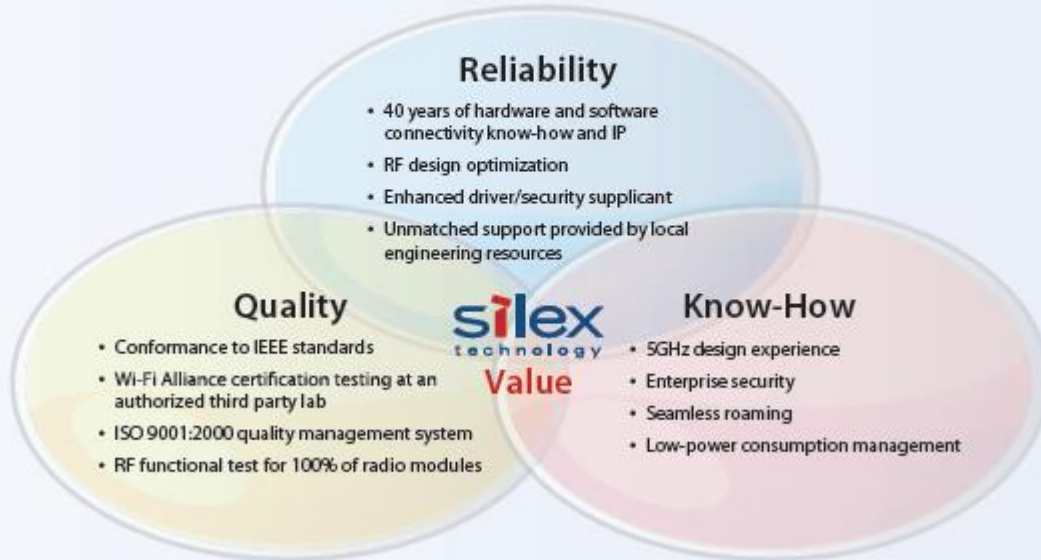 Reliability
• 40 years of hardware and software
connectivity know-how and IP
• RF design optimization
• Enhanced driver/security supplicant
• Unmatched support provided by local
engineering resources
Quality
• Conformance to IEEE standards
• Wi-Fi Alliance certification testing at an
authorized third party lab
• ISO 9001:2000 quality management system
• RF functional test for 100% of radio modules
silex
technology
Value
Know-How
• 5GHz design experience
• Enterprise security
• Seamless roaming
• Low-power consumption management